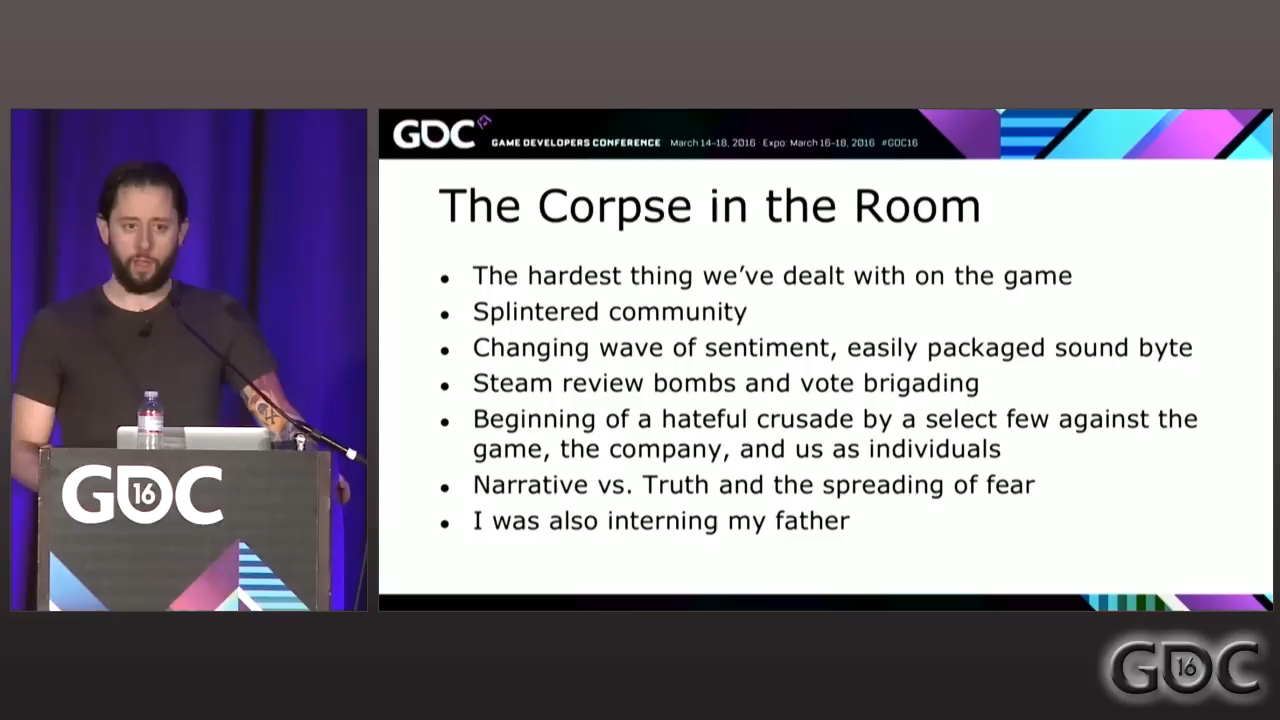 GDC
GAME DEVELOPERS CONFERENCE March 14-18, 2016 Expo: March 16-18, 2016 #GDC16
The Corpse in the Room
• The hardest thing we've dealt with on the game
• Splintered community
• Changing wave of sentiment, easily packaged sound byte
• Steam review bombs and vote brigading
• Beginning of a hateful crusade by a select few against the
game, the company, and us as individuals
• Narrative vs. Truth and the spreading of fear
• I was also interning my father
GDC
16
GDC
16